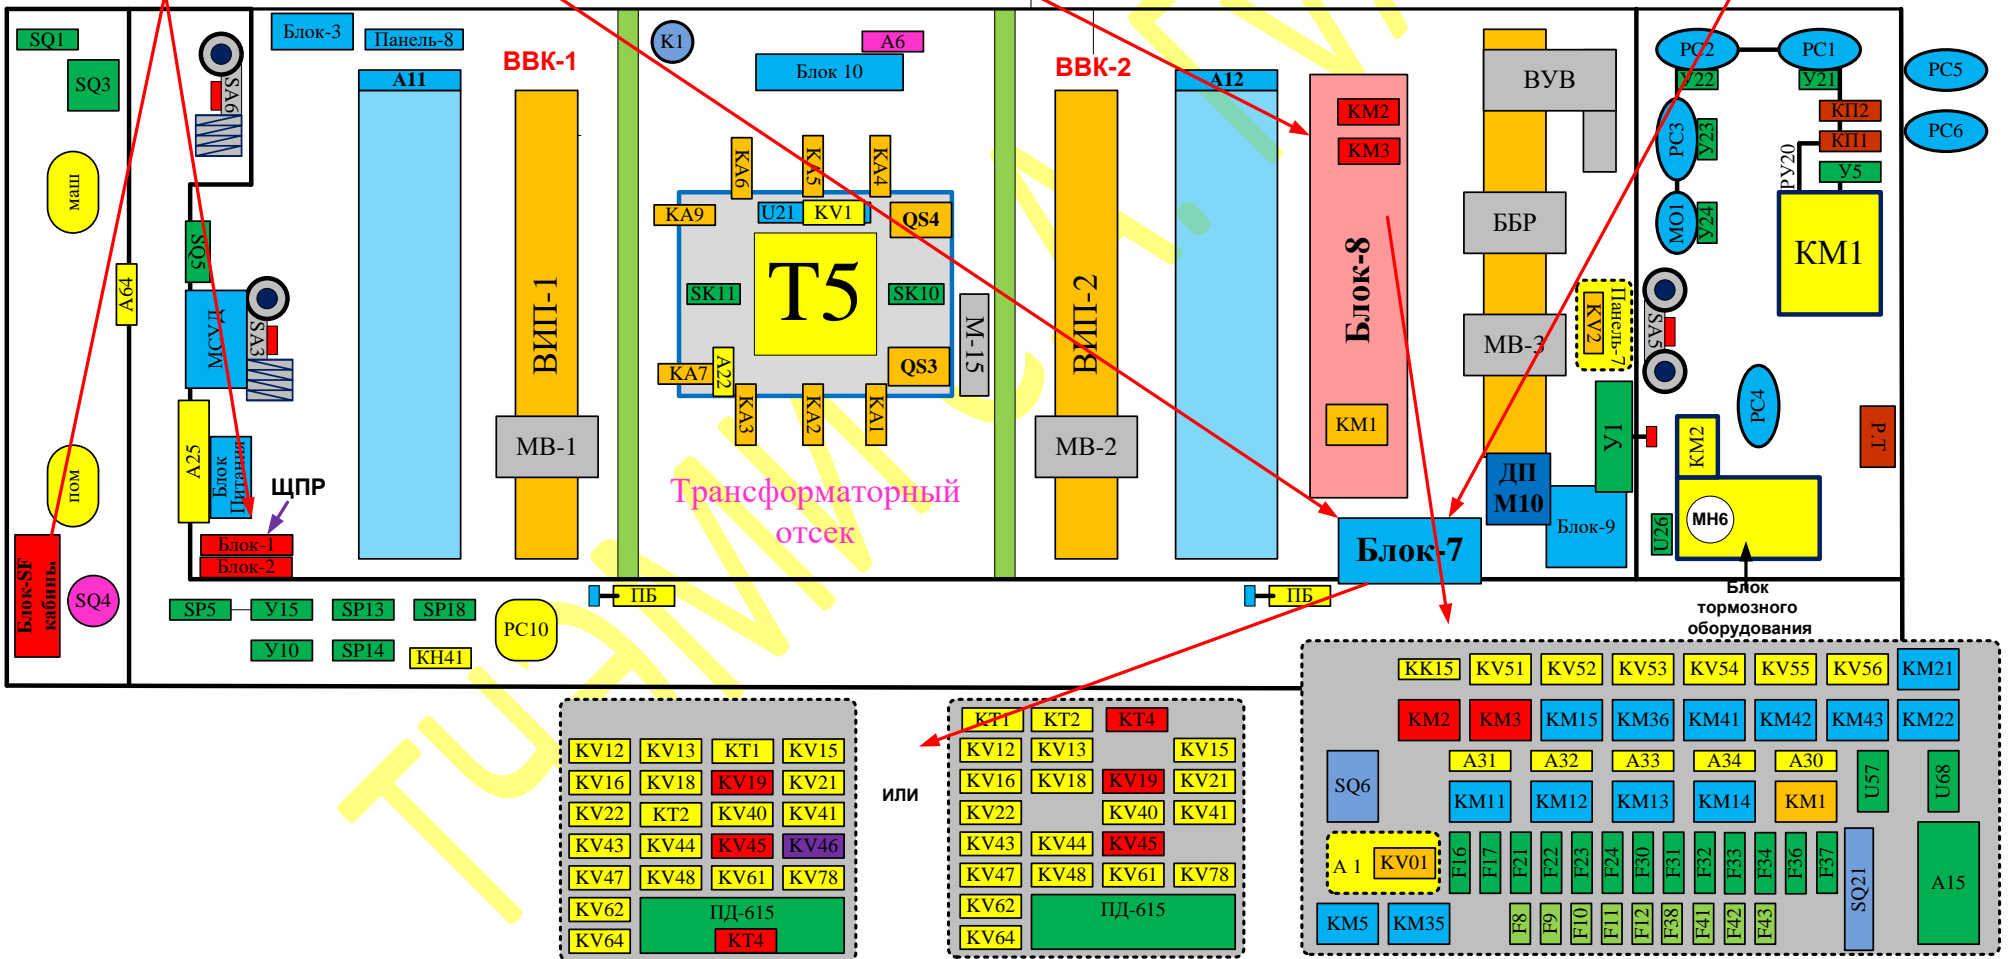 SQ1
SQ3
маш
пом
Блок-SF
кабины
SQ4
A64
SA6
SQ5
МСУД
SA3
A25
Блок
Питания
ЩПР
Блок-1
Блок-2
Блок-3
Панель-8
A11
ВВК-1
ВИП-1
МВ-1
K1
A6
Блок 10
KA6
KA5
KA4
KA9
U21
KV1
QS4
T5
SK11
SK10
М-15
KA7
A22
QS3
KA3
KA2
KA1
Трансформаторный
отсек
ВВК-2
ВИП-2
МВ-2
A12
KM2
KM3
Блок-8
KM1
ВУВ
ББР
МВ-3
ДП
М10
Блок-7
Блок-9
Панель-7
KV2
SA5
У1
PC2
PC1
У22
У21
PC3
У23
МО1
У24
КП2
КП1
РУ20
У5
КМ1
PC5
PC6
PC4
Р.Т
KM2
МН6
U26
Блок
тормозного
оборудования
SP5
У15
SP13
SP18
У10
SP14
КН41
PC10
ПБ
ПБ
KV12 KV13 KT1 KV15
KV16 KV18 KV19 KV21
KV22 KT2 KV40 KV41
KV43 KV44 KV45 KV46
KV47 KV48 KV61 KV78
KV62 ПД-615
KV64 KT4
или
KT1 KT2 KT4
KV12 KV13 KV15
KV16 KV18 KV19 KV21
KV22 KV40 KV41
KV43 KV44 KV45
KV47 KV48 KV61 KV78
KV62 ПД-615
KV64
KK15 KV51 KV52 KV53 KV54 KV55 KV56 KM21
KM2 KM3 KM15 KM36 KM41 KM42 KM43 KM22
SQ6 A31 A32 A33 A34 A30 U57 U68
KM11 KM12 KM13 KM14 KM1
A 1 KV01 F16 F17 F21 F22 F23 F24 F30 F31 F32 F33 F34 F36 F37 SQ21 A15
KM5 KM35 F8 F9 F10 F11 F12 F38 F41 F42 F43